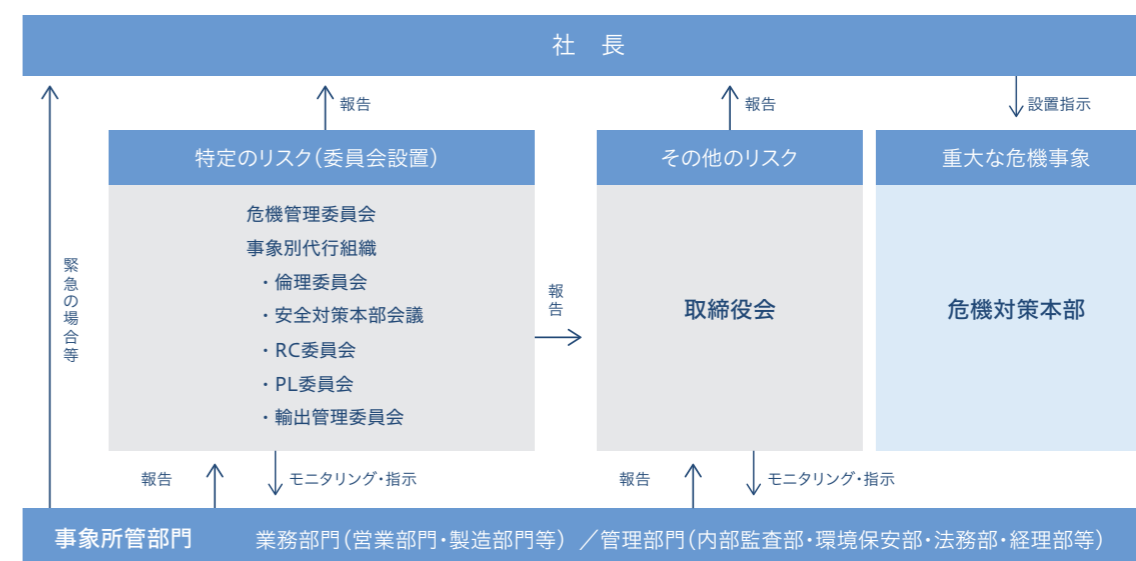 社 長
報告
報告
設置指示
特定のリスク(委員会設置)
その他のリスク
重大な危機事象
危機管理委員会
事象別代行組織
・倫理委員会
・安全対策本部会議
・RC委員会
・PL委員会
・輸出管理委員会
緊急の場合等
報告
取締役会
危機対策本部
報告
モニタリング・指示
報告
モニタリング・指示
事象所管部門 業務部門(営業部門・製造部門等) /管理部門(内部監査部・環境保安部・法務部・経理部等)